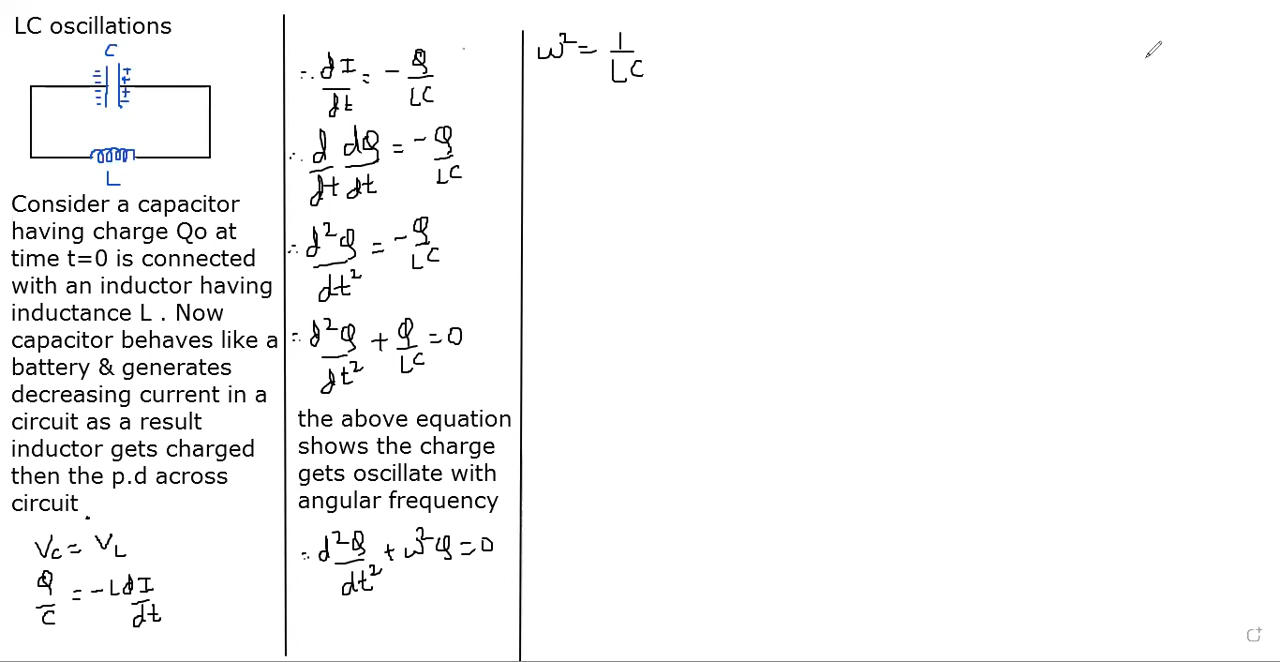 LC oscillations
C
L
Consider a capacitor
having charge Qo at
time t=0 is connected
with an inductor having
inductance L . Now
capacitor behaves like a
battery & generates
decreasing current in a
circuit as a result
inductor gets charged
then the p.d across
circuit .
Vc = VL
Q/C = -L dI/dt
∴ dI/dt = - Q/LC
∴ d/dt dQ/dt = - Q/LC
∴ d²Q/dt² = - Q/LC
∴ d²Q/dt² + Q/LC = 0
the above equation
shows the charge
gets oscillate with
angular frequency
∴ d²Q/dt² + ω²Q = 0
ω² = 1/LC